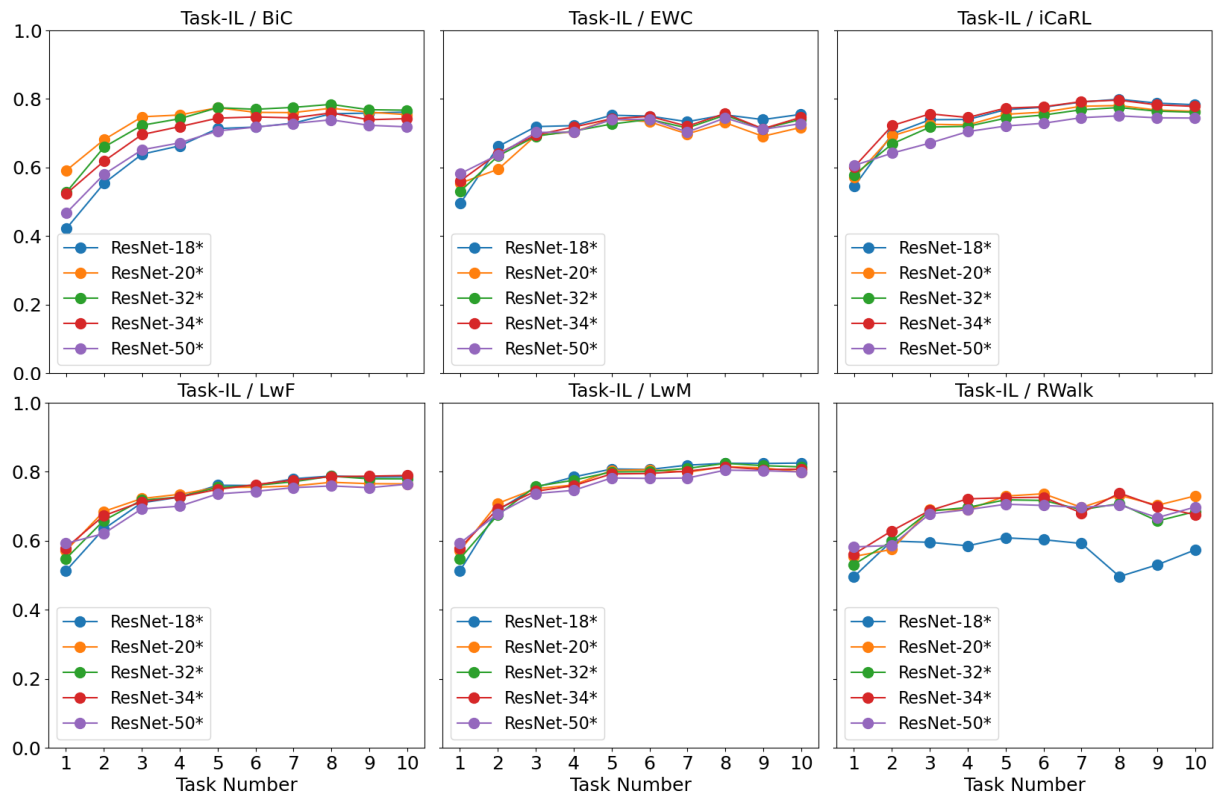 Task-IL / BiC
Task-IL / EWC
Task-IL / iCaRL
1.0
0.8
0.6
0.4
0.2
0.0
ResNet-18*
ResNet-20*
ResNet-32*
ResNet-34*
ResNet-50*
ResNet-18*
ResNet-20*
ResNet-32*
ResNet-34*
ResNet-50*
ResNet-18*
ResNet-20*
ResNet-32*
ResNet-34*
ResNet-50*
Task-IL / LwF
Task-IL / LwM
Task-IL / RWalk
1.0
0.8
0.6
0.4
0.2
0.0
ResNet-18*
ResNet-20*
ResNet-32*
ResNet-34*
ResNet-50*
ResNet-18*
ResNet-20*
ResNet-32*
ResNet-34*
ResNet-50*
ResNet-18*
ResNet-20*
ResNet-32*
ResNet-34*
ResNet-50*
1 2 3 4 5 6 7 8 9 10
Task Number
1 2 3 4 5 6 7 8 9 10
Task Number
1 2 3 4 5 6 7 8 9 10
Task Number